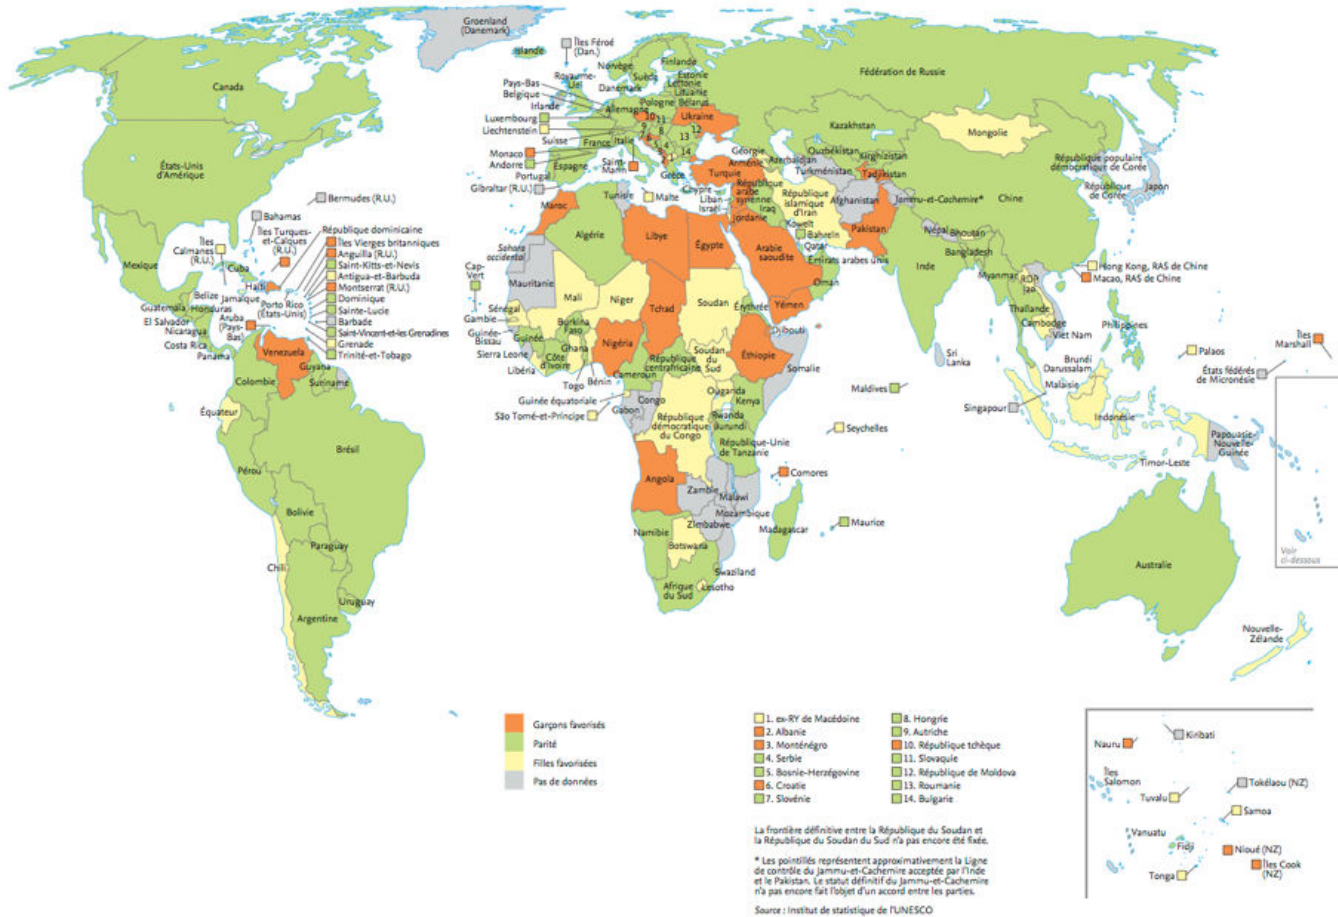 Groenland
(Danemark)
Îles Féroé
(Dan.)
Islande
Norvège
Finlande
Suède
Estonie
Lettonie
Lituanie
Danemark
Royaume-
Uni
Pays-Bas
Belgique
Irlande
Luxembourg
Liechtenstein
Suisse
Monaco
Andorre
Portugal
Gibraltar (R.U.)
Allemagne
Pologne
Bélarus
Ukraine
10
11
9
8
13
12
14
France
Italie
Espagne
Saint-
Marin
Grèce
Malte
Chypre
Liban
Israël
Turquie
Géorgie
Arménie
Azerbaïdjan
Fédération de Russie
Kazakhstan
Ouzbékistan
Turkménistan
Kirghizistan
Tadjikistan
Mongolie
République populaire
démocratique de Corée
République
de Corée
Japon
Chine
Afghanistan
Jammu-et-Cachemire*
Pakistan
Népal
Bhoutan
Bangladesh
Inde
Myanmar
RDP
lao
Thaïlande
Cambodge
Viet Nam
Philippines
Hong Kong, RAS de Chine
Macao, RAS de Chine
Sri
Lanka
Maldives
Brunéi
Darussalam
Malaisie
Singapour
Indonésie
Timor-Leste
Papouasie-
Nouvelle-
Guinée
Palaos
États fédérés
de Micronésie
Îles
Marshall
Australie
Nouvelle-
Zélande
Voir
ci-dessous
République
arabe
syrienne
Iraq
Jordanie
République
islamique
d'Iran
Koweït
Bahreïn
Qatar
Émirats arabes unis
Arabie
saoudite
Oman
Yémen
Maroc
Algérie
Tunisie
Libye
Égypte
Sahara
occidental
Mauritanie
Mali
Niger
Tchad
Soudan
Érythrée
Djibouti
Éthiopie
Somalie
Soudan
du
Sud
Cap-
Vert
Sénégal
Gambie
Guinée-
Bissau
Guinée
Sierra Leone
Libéria
Côte
d'Ivoire
Burkina
Faso
Ghana
Togo
Bénin
Nigéria
Cameroun
République
centrafricaine
Guinée équatoriale
São Tomé-et-Principe
Gabon
Congo
République
démocratique
du Congo
Ouganda
Kenya
Rwanda
Burundi
République-Unie
de Tanzanie
Seychelles
Comores
Angola
Zambie
Malawi
Mozambique
Zimbabwe
Namibie
Botswana
Madagascar
Maurice
Swaziland
Lesotho
Afrique
du Sud
Canada
États-Unis
d'Amérique
Mexique
Bermudes (R.U.)
Bahamas
Îles Turques-
et-Caïques
(R.U.)
Îles
Caïmanes
(R.U.)
Cuba
Haïti
Jamaïque
Belize
Guatemala
Honduras
El Salvador
Nicaragua
Costa Rica
Panama
Aruba
(Pays-
Bas)
Porto Rico
(États-Unis)
République dominicaine
Îles Vierges britanniques
Anguilla (R.U.)
Saint-Kitts-et-Nevis
Antigua-et-Barbuda
Montserrat (R.U.)
Dominique
Sainte-Lucie
Barbade
Saint-Vincent-et-les Grenadines
Grenade
Trinité-et-Tobago
Venezuela
Guyana
Suriname
Colombie
Équateur
Pérou
Brésil
Bolivie
Paraguay
Chili
Argentine
Uruguay
Garçons favorisés
Parité
Filles favorisées
Pas de données
1. ex-RY de Macédoine
2. Albanie
3. Monténégro
4. Serbie
5. Bosnie-Herzégovine
6. Croatie
7. Slovénie
8. Hongrie
9. Autriche
10. République tchèque
11. Slovaquie
12. République de Moldova
13. Roumanie
14. Bulgarie
La frontière définitive entre la République du Soudan et
la République du Soudan du Sud n'a pas encore été fixée.
* Les pointillés représentent approximativement la Ligne
de contrôle du Jammu-et-Cachemire acceptée par l'Inde
et le Pakistan. Le statut définitif du Jammu-et-Cachemire
n'a pas encore fait l'objet d'un accord entre les parties.
Source : Institut de statistique de l'UNESCO
Nauru
Kiribati
Îles
Salomon
Tuvalu
Tokélaou (NZ)
Samoa
Vanuatu
Fidji
Nioué (NZ)
Îles Cook
(NZ)
Tonga